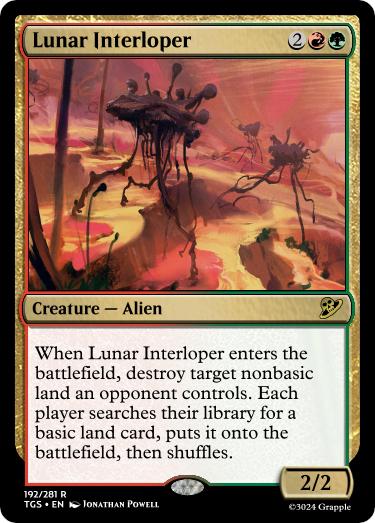 Lunar Interloper 2
Creature — Alien
When Lunar Interloper enters the
battlefield, destroy target nonbasic
land an opponent controls. Each
player searches their library for a
basic land card, puts it onto the
battlefield, then shuffles.
2/2
192/281 R
TGS • EN Jonathan Powell
©3024 Grapple